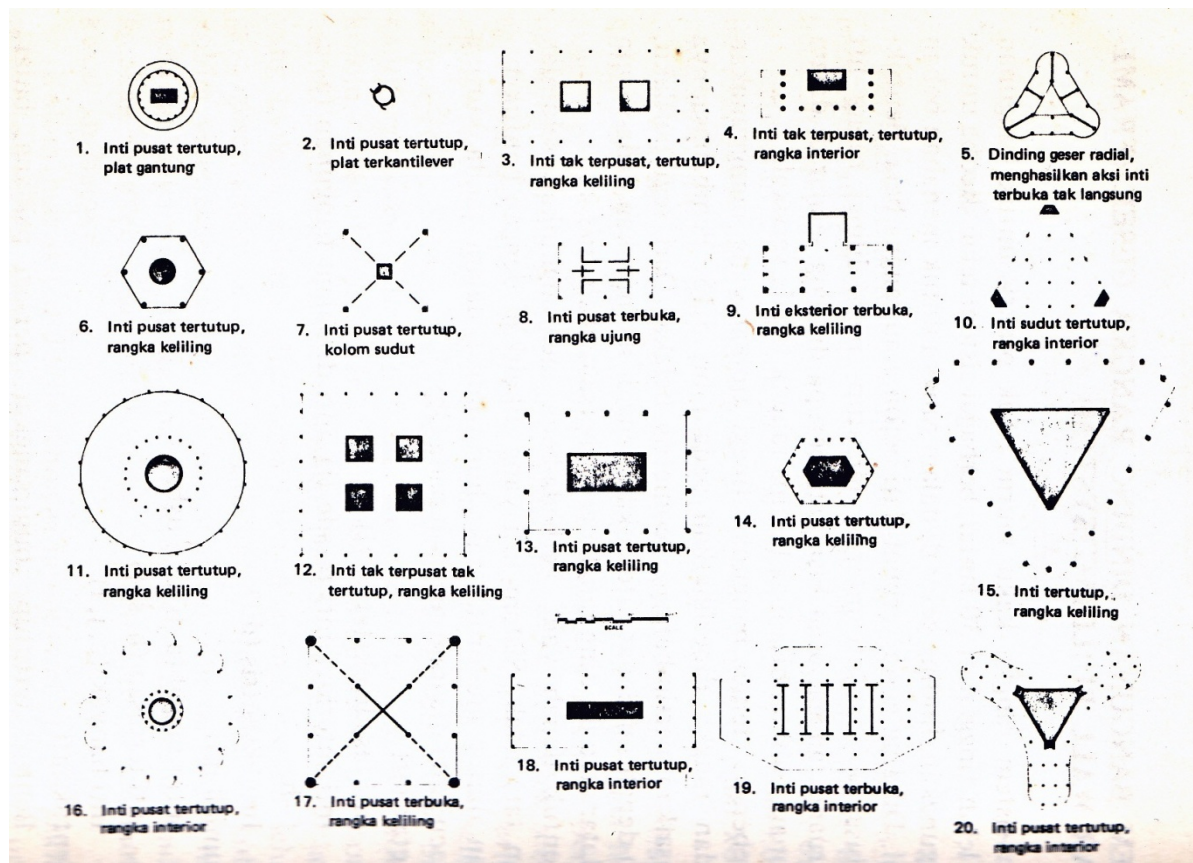 1. Inti pusat tertutup,
plat gantung
2. Inti pusat tertutup,
plat terkantilever
3. Inti tak terpusat, tertutup,
rangka keliling
4. Inti tak terpusat, tertutup,
rangka interior
5. Dinding geser radial,
menghasilkan aksi inti
terbuka tak langsung
6. Inti pusat tertutup,
rangka keliling
7. Inti pusat tertutup,
kolom sudut
8. Inti pusat terbuka,
rangka ujung
9. Inti eksterior terbuka,
rangka keliling
10. Inti sudut tertutup,
rangka interior
11. Inti pusat tertutup,
rangka keliling
12. Inti tak terpusat tak
tertutup, rangka keliling
13. Inti pusat tertutup,
rangka keliling
14. Inti pusat tertutup,
rangka keliling
15. Inti tertutup,
rangka keliling
SCALE
16. Inti pusat tertutup,
rangka interior
17. Inti pusat terbuka,
rangka keliling
18. Inti pusat tertutup,
rangka interior
19. Inti pusat terbuka,
rangka interior
20. Inti pusat tertutup,
rangka interior